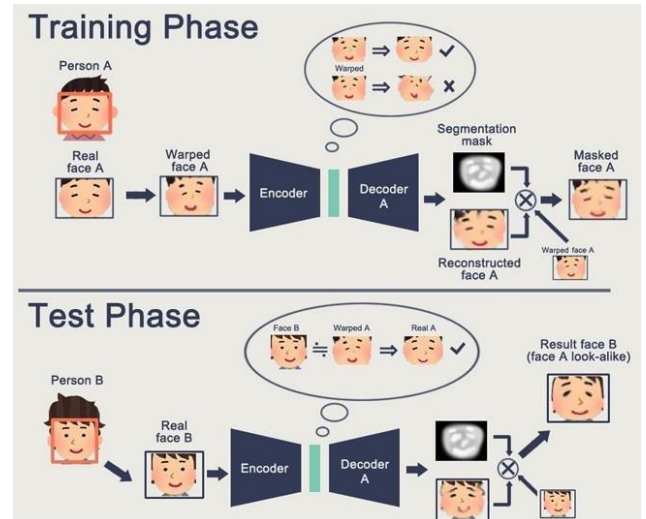 Training Phase
Person A
Warped
Real
face A
Warped
face A
Encoder
Decoder
A
Segmentation
mask
Reconstructed
face A
Warped face A
Masked
face A
Test Phase
Person B
Real
face B
Face B
Warped A
Real A
Encoder
Decoder
A
Result face B
(face A look-alike)